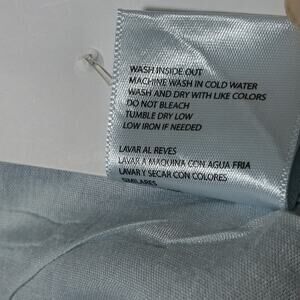 WASH INSIDE OUT
MACHINE WASH IN COLD WATER
WASH AND DRY WITH LIKE COLORS
DO NOT BLEACH
TUMBLE DRY LOW
LOW IRON IF NEEDED
LAVAR AL REVES
LAVAR A MAQUINA CON AGUA FRIA
LAVAR Y SECAR CON COLORES
SIMILARES